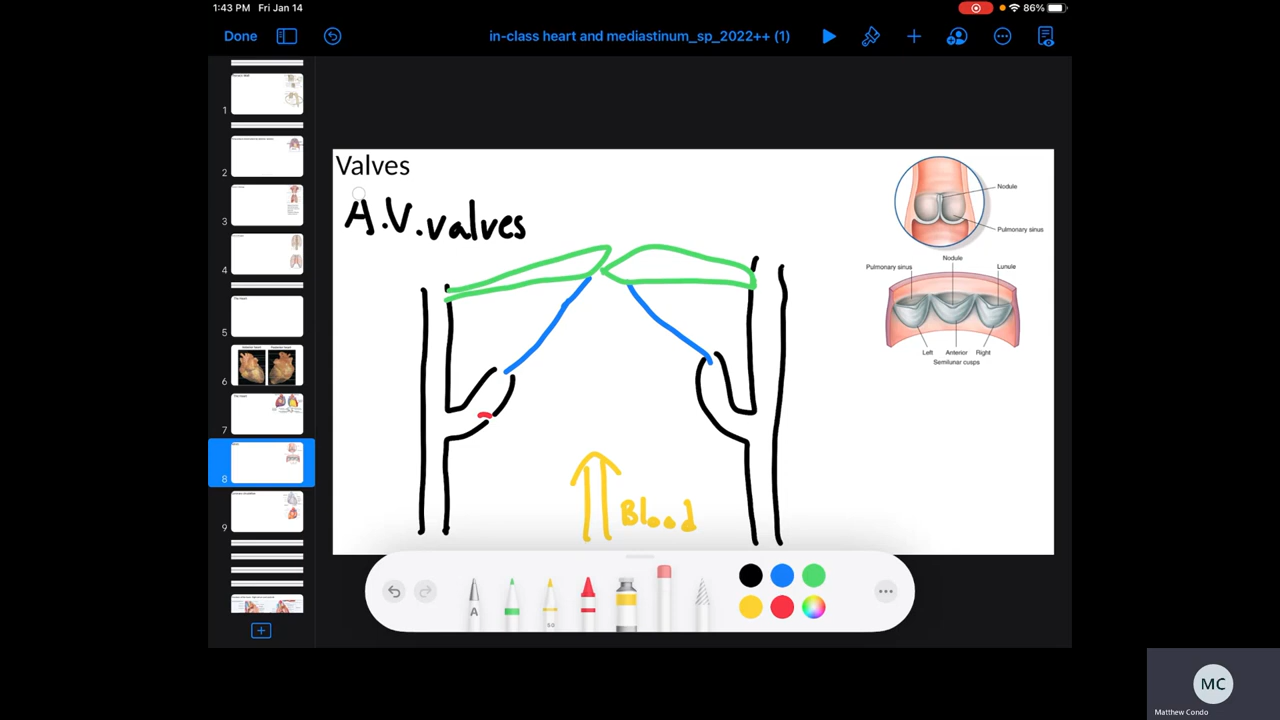 1:43 PM Fri Jan 14
86%
Done
in-class heart and mediastinum_sp_2022++ (1)
1
2
3
4
5
6
7
8
9
Valves
A.V. valves
Blood
Nodule
Pulmonary sinus
Pulmonary sinus
Nodule
Lunule
Left
Anterior
Right
Semilunar cusps
A
50
MC
Matthew Condo